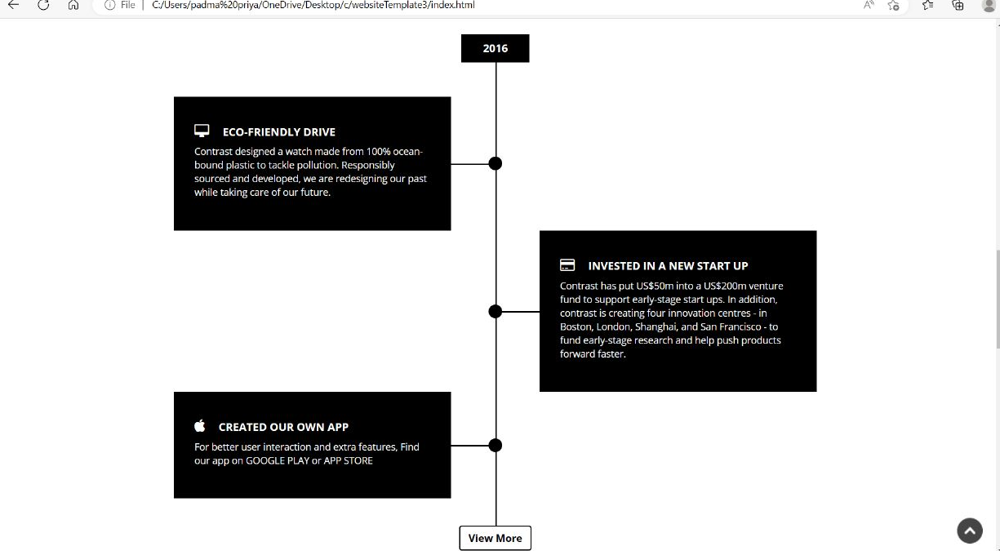 File
C:/Users/padma%20priya/OneDrive/Desktop/c/websiteTemplate3/index.html
2016
ECO-FRIENDLY DRIVE
Contrast designed a watch made from 100% ocean-
bound plastic to tackle pollution. Responsibly
sourced and developed, we are redesigning our past
while taking care of our future.
INVESTED IN A NEW START UP
Contrast has put US$50m into a US$200m venture
fund to support early-stage start ups. In addition,
contrast is creating four innovation centres - in
Boston, London, Shanghai, and San Francisco - to
fund early-stage research and help push products
forward faster.
CREATED OUR OWN APP
For better user interaction and extra features, Find
our app on GOOGLE PLAY or APP STORE
View More